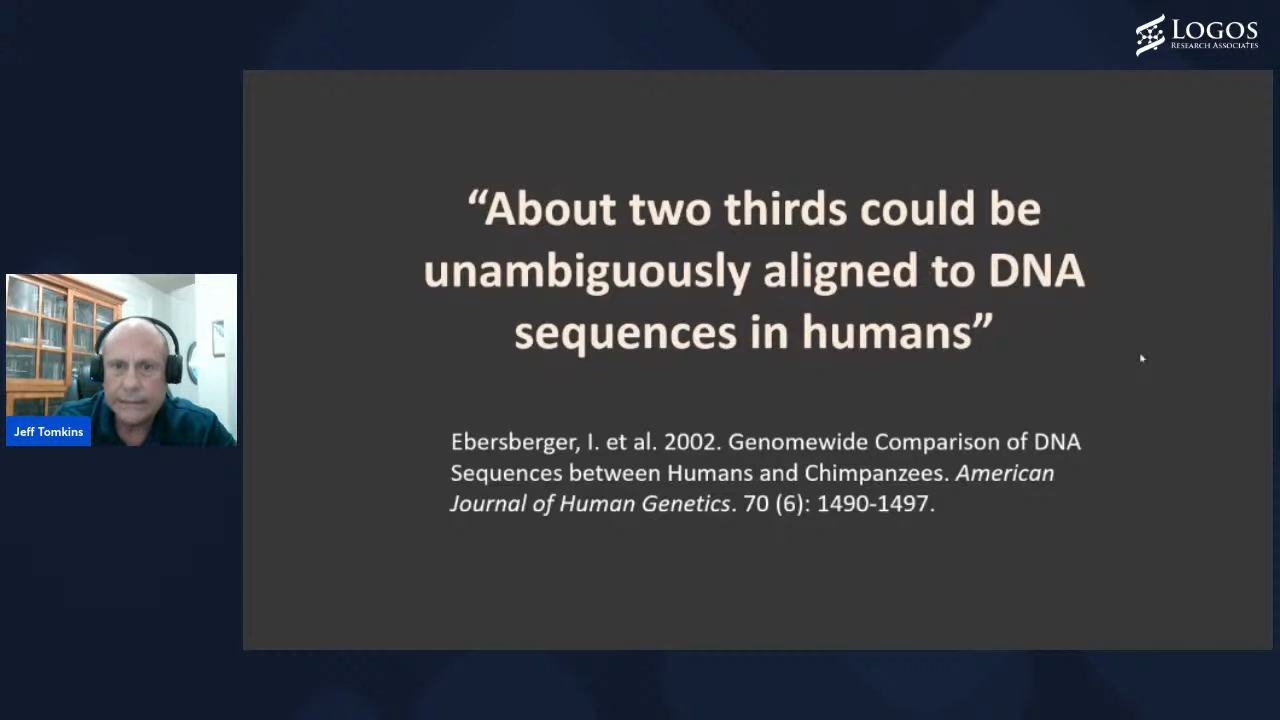 LOGOS
RESEARCH ASSOCIATES
“About two thirds could be
unambiguously aligned to DNA
sequences in humans”
Jeff Tomkins
Ebersberger, I. et al. 2002. Genomewide Comparison of DNA
Sequences between Humans and Chimpanzees. American
Journal of Human Genetics. 70 (6): 1490-1497.